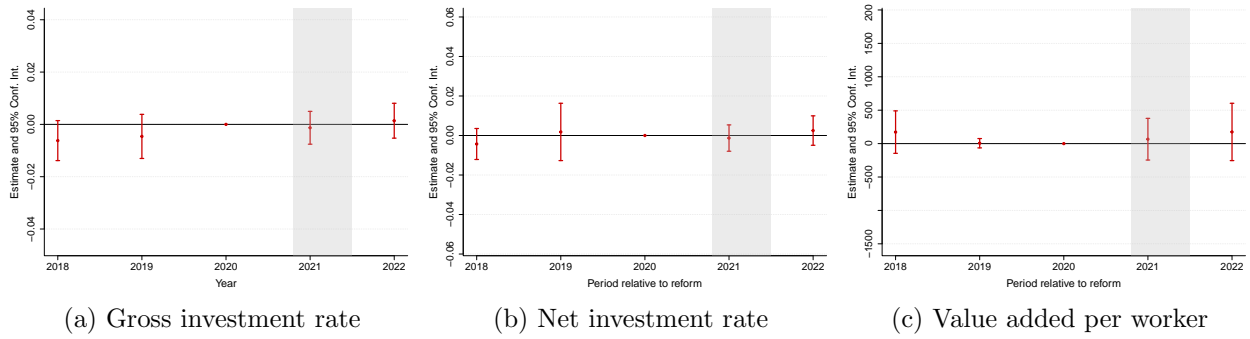 Estimate and 95% Conf. Int.
0.04
0.02
0.00
−0.02
−0.04
2018 2019 2020 2021 2022
Year
(a) Gross investment rate
Estimate and 95% Conf. Int.
0.06
0.04
0.02
0.00
−0.02
−0.04
−0.06
2018 2019 2020 2021 2022
Period relative to reform
(b) Net investment rate
Estimate and 95% Conf. Int.
200
1500
1000
500
0
−500
−1500
2018 2019 2020 2021 2022
Period relative to reform
(c) Value added per worker